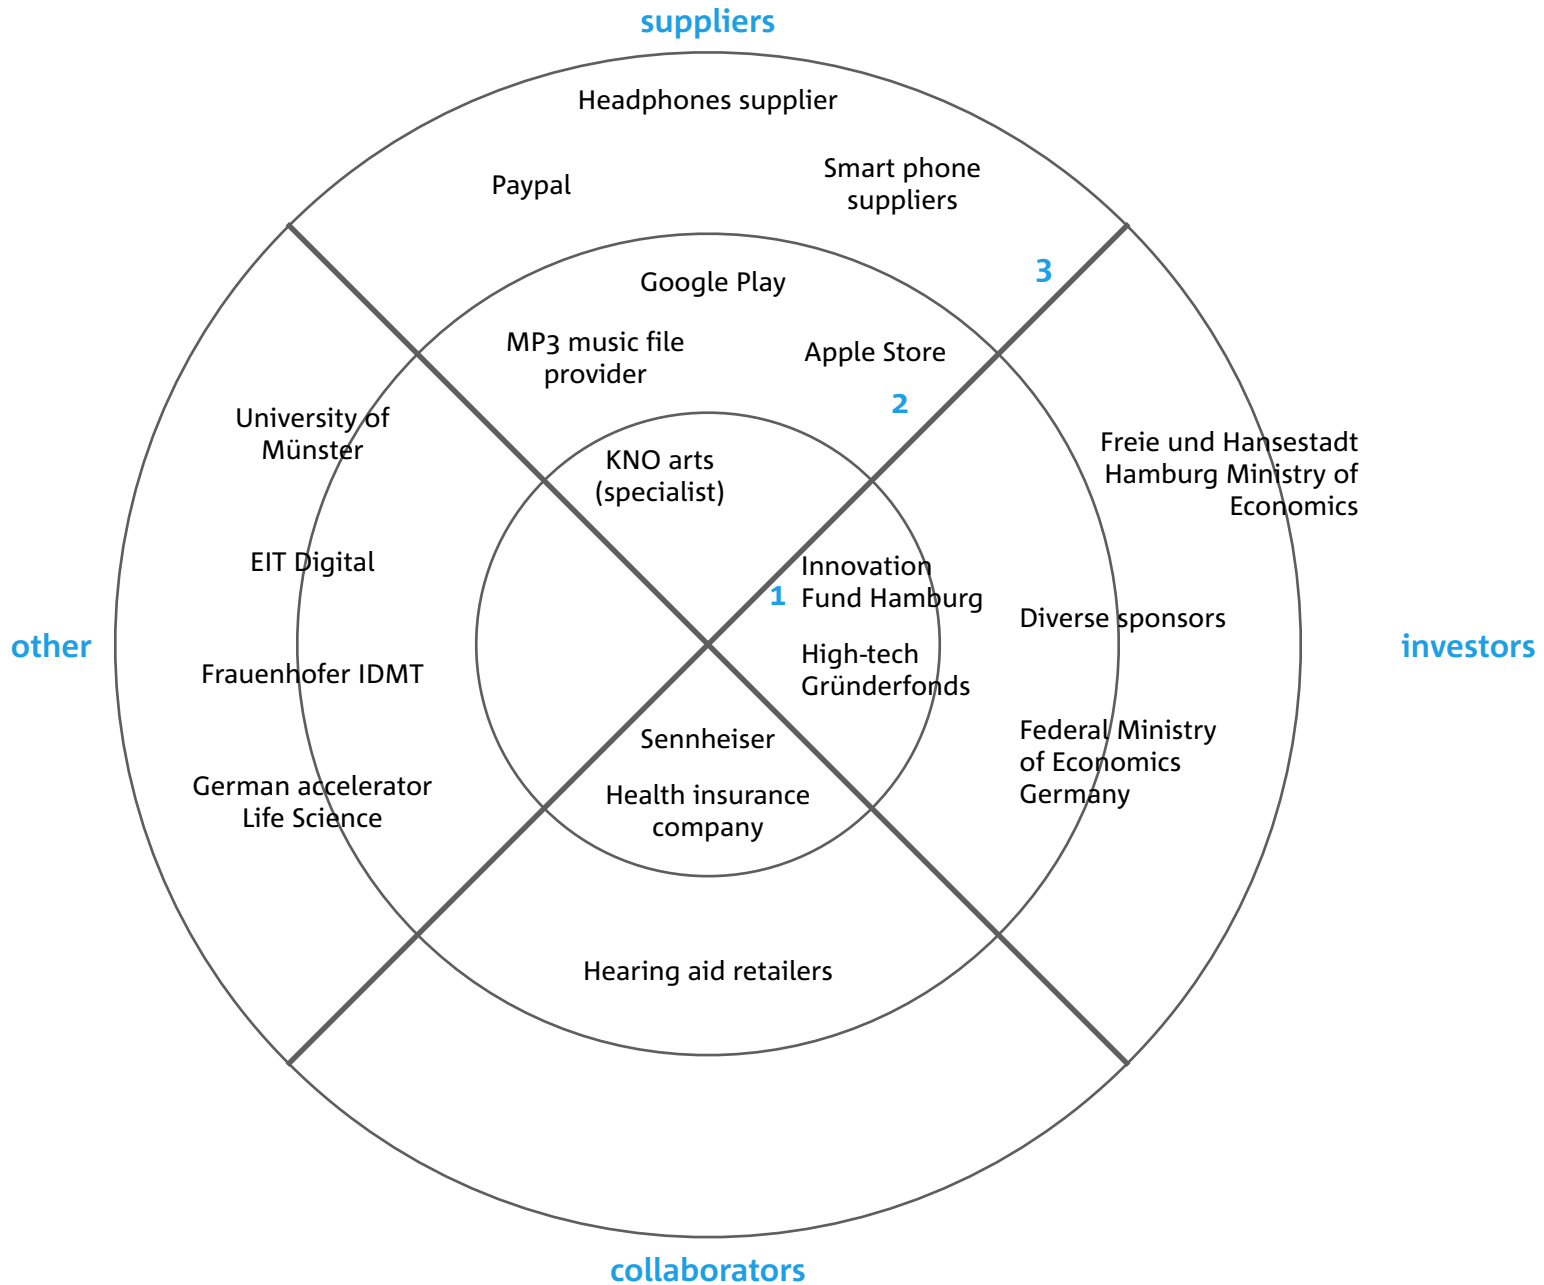 suppliers
Headphones supplier
Paypal
Smart phone
suppliers
3
Google Play
MP3 music file
provider
Apple Store
2
KNO arts
(specialist)
University of
Münster
EIT Digital
Frauenhofer IDMT
German accelerator
Life Science
other
1
Innovation
Fund Hamburg
High-tech
Gründerfonds
Freie und Hansestadt
Hamburg Ministry of
Economics
Diverse sponsors
Federal Ministry
of Economics
Germany
investors
Sennheiser
Health insurance
company
Hearing aid retailers
collaborators